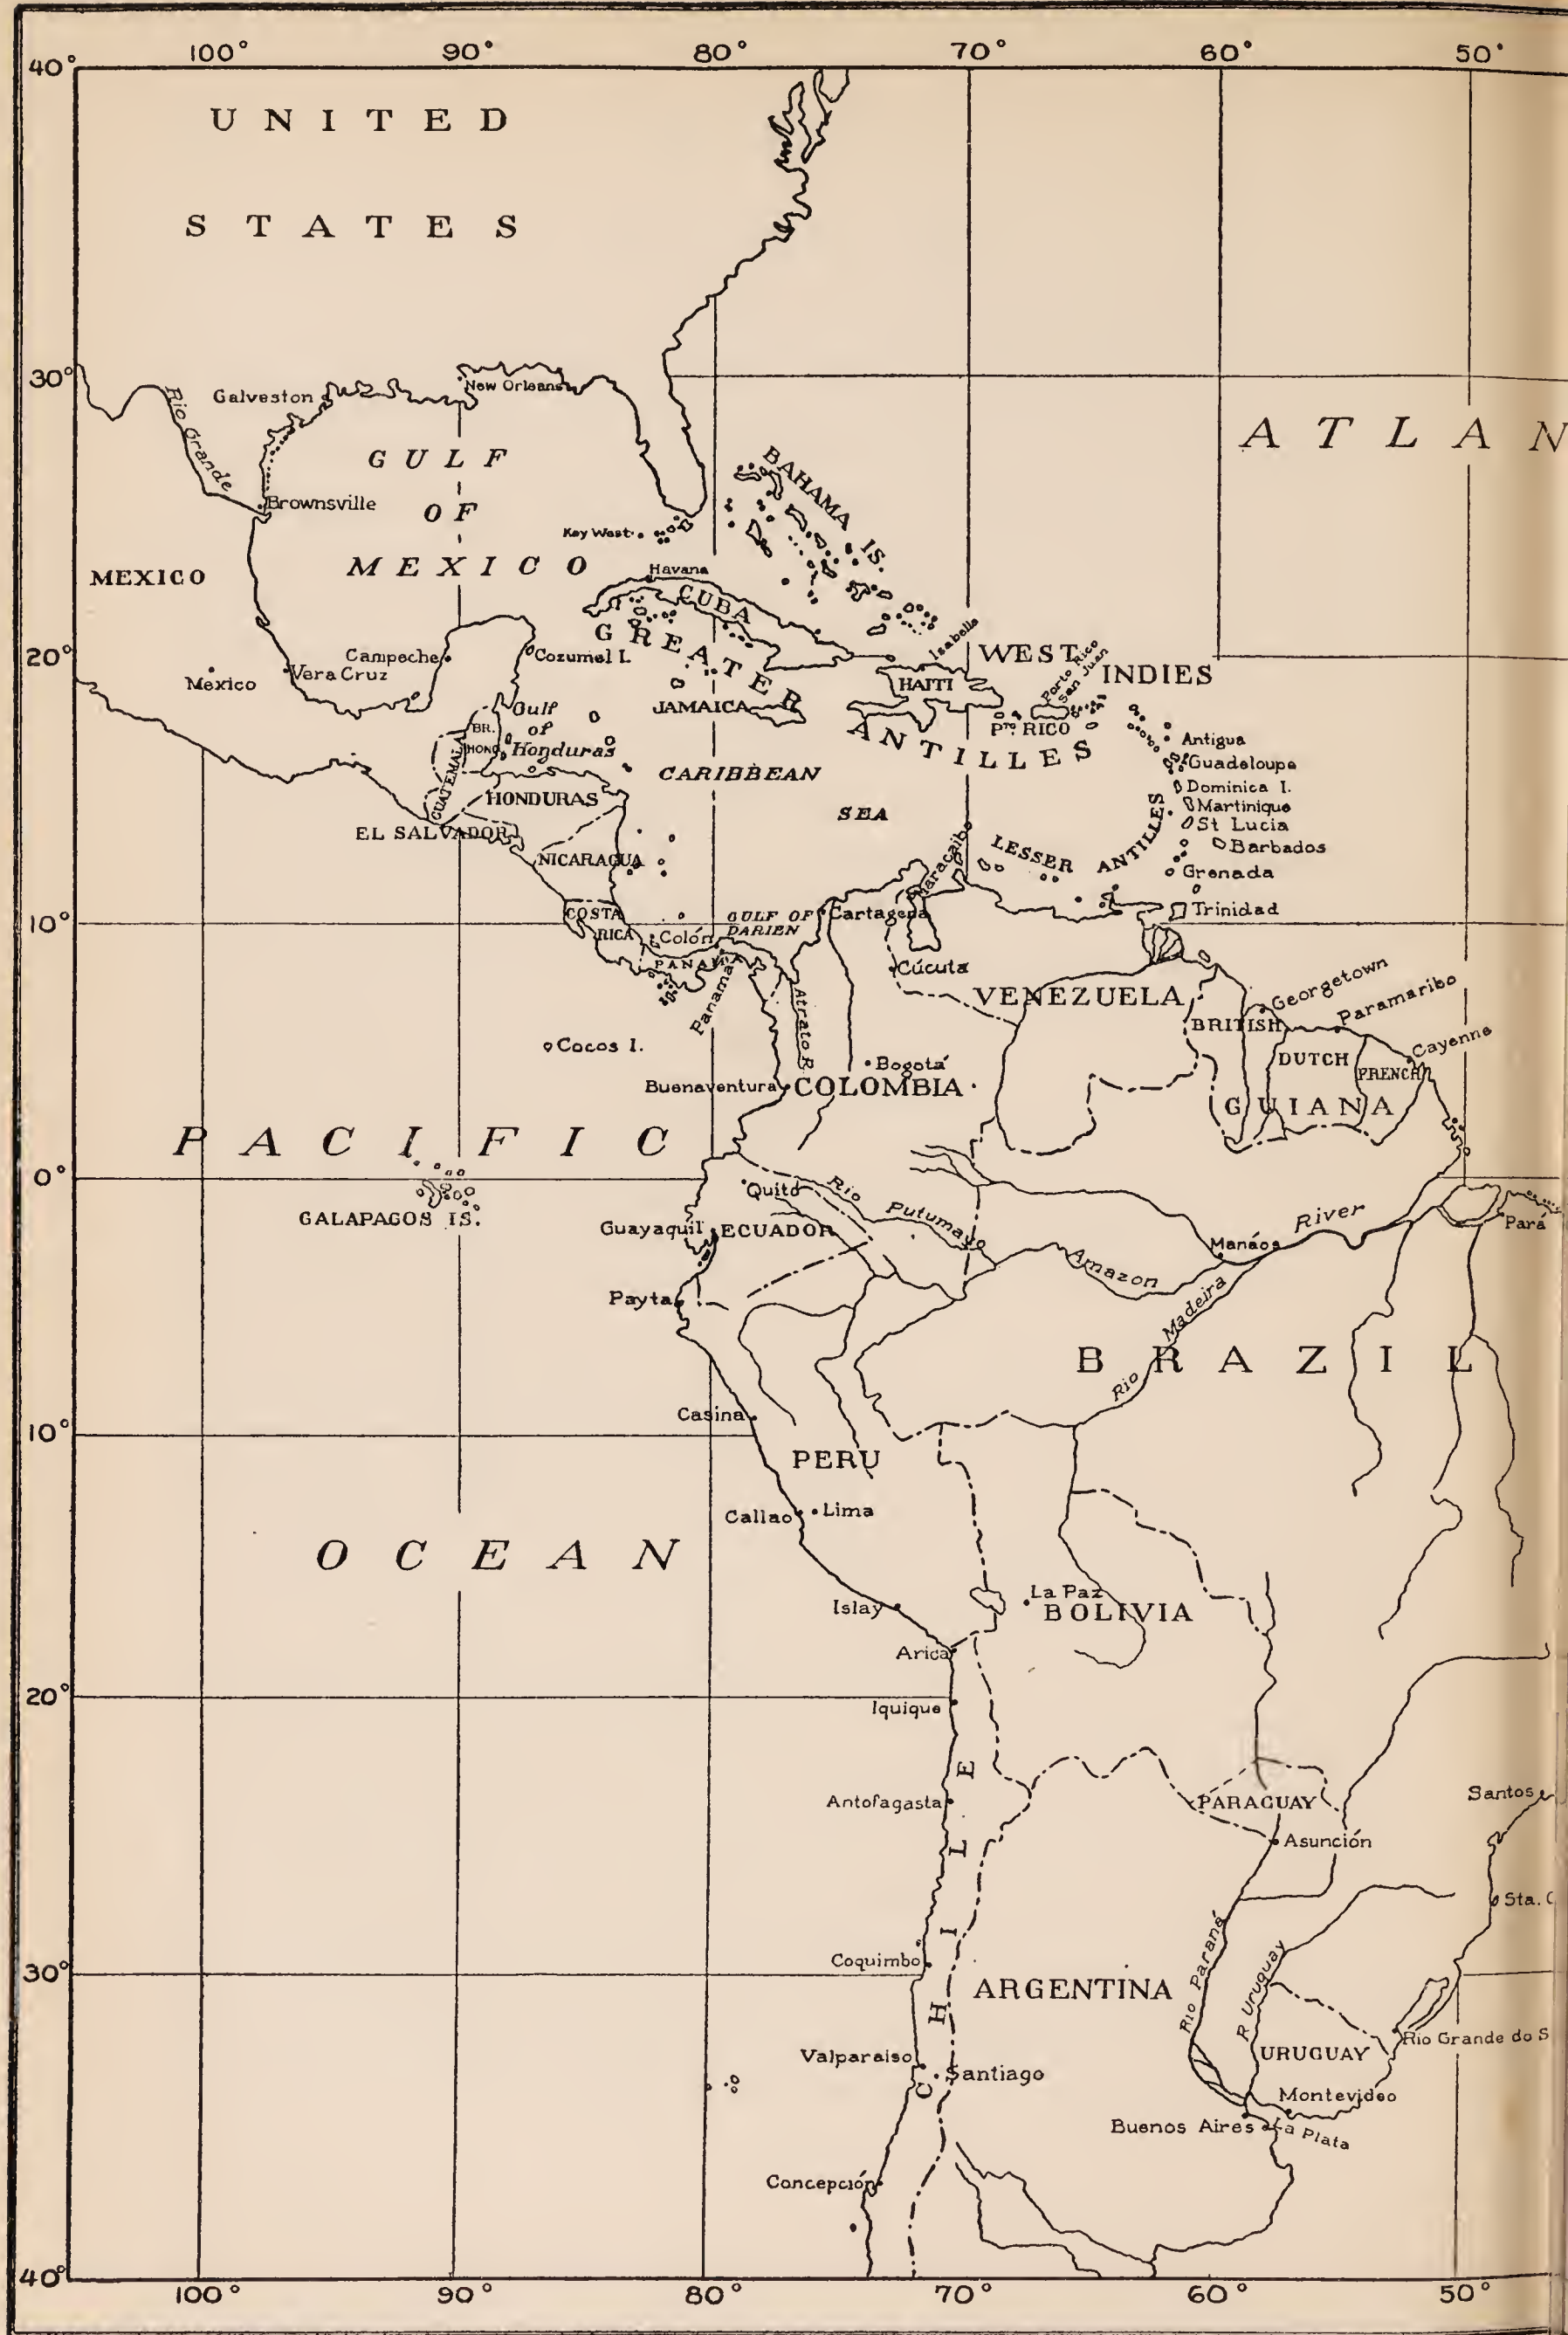 100° 90° 80° 70° 60° 50°
40°
UNITED
STATES
30°
Rio Grande
Galveston
New Orleans
GULF
OF
MEXICO
ATLAN
Brownsville
BAHAMA IS.
Key West
MEXICO
Havana
CUBA
GREATER
ANTILLES
Isabella
20°
Campeche
Cozumel I.
WEST
INDIES
Mexico
Vera Cruz
HAITI
Porto Rico
San Juan
JAMAICA
Pto. RICO
Gulf
of
Honduras
BR.
HOND.
GUATEMALA
Antigua
Guadeloupe
CARIBBEAN
SEA
Dominica I.
HONDURAS
Martinique
St Lucia
EL SALVADOR
Barbados
NICARAGUA
LESSER
ANTILLES
Maracaibo
Grenada
COSTA
RICA
GULF OF
DARIEN
Cartagena
Trinidad
10°
Colón
PANAMA
Panama
Cúcuta
VENEZUELA
Georgetown
Paramaribo
Atrato R.
BRITISH
Cayenne
Cocos I.
Bogotá
DUTCH
FRENCH
Buenaventura
COLOMBIA
GUIANA
PACIFIC
0°
Quito
Rio Putumayo
GALAPAGOS IS.
Guayaquil
ECUADOR
Manáos
River
Pará
Amazon
Payta
Rio Madeira
BRAZIL
Casina
10°
PERU
Callao
Lima
OCEAN
La Paz
Islay
BOLIVIA
Arica
20°
Iquique
CHILE
Antofagasta
PARAGUAY
Santos
Asunción
Sta. C
Rio Paraná
R Uruguay
Coquimbo
30°
ARGENTINA
Rio Grande do S
Valparaiso
Santiago
URUGUAY
Montevideo
Buenos Aires
La Plata
Concepción
40°
100° 90° 80° 70° 60° 50°